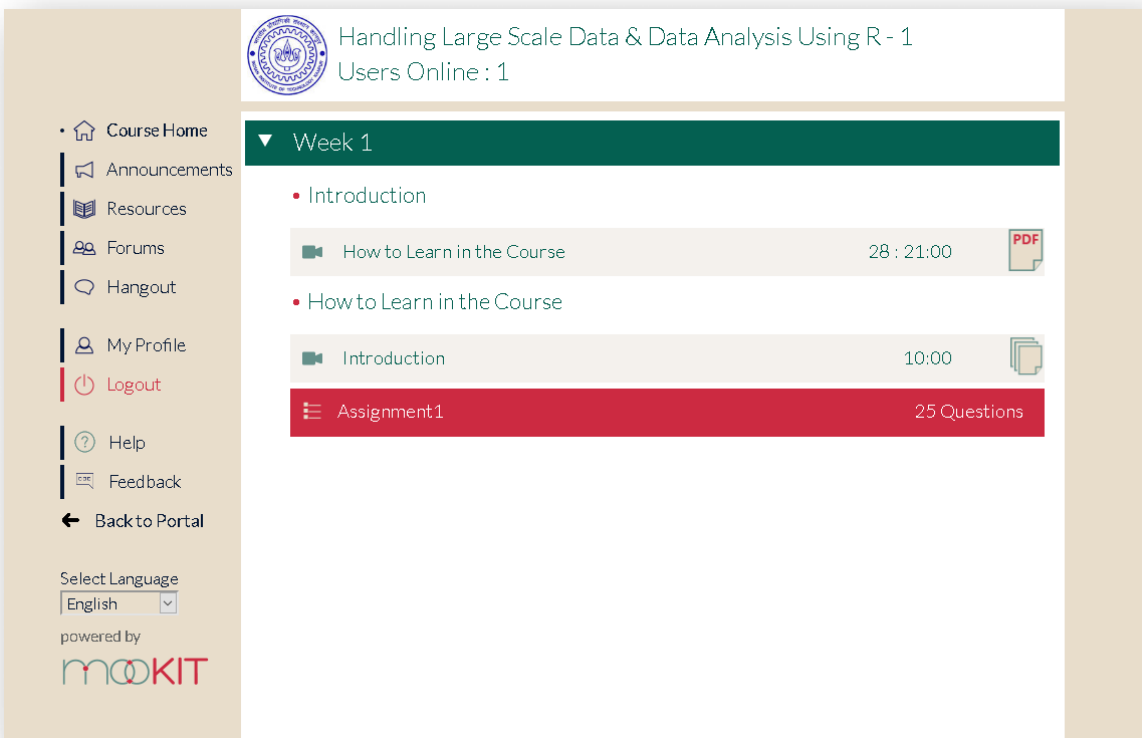 Handling Large Scale Data & Data Analysis Using R - 1
Users Online : 1
Course Home
Announcements
Resources
Forums
Hangout
My Profile
Logout
Help
Feedback
Back to Portal
Select Language
English
powered by
mooKIT
Week 1
Introduction
How to Learn in the Course 28 : 21:00
PDF
How to Learn in the Course
Introduction 10:00
Assignment1 25 Questions